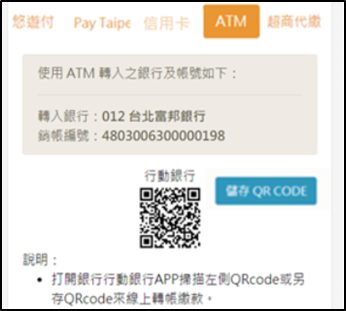 悠遊付 Pay Taipe 信用卡 ATM 超商代繳
使用 ATM 轉入之銀行及帳號如下：
轉入銀行：012 台北富邦銀行
銷帳編號：4803006300000198
行動銀行
儲存 QR CODE
說明：
• 打開銀行行動銀行APP掃描左側QRcode或另
存QRcode來線上轉帳繳款。